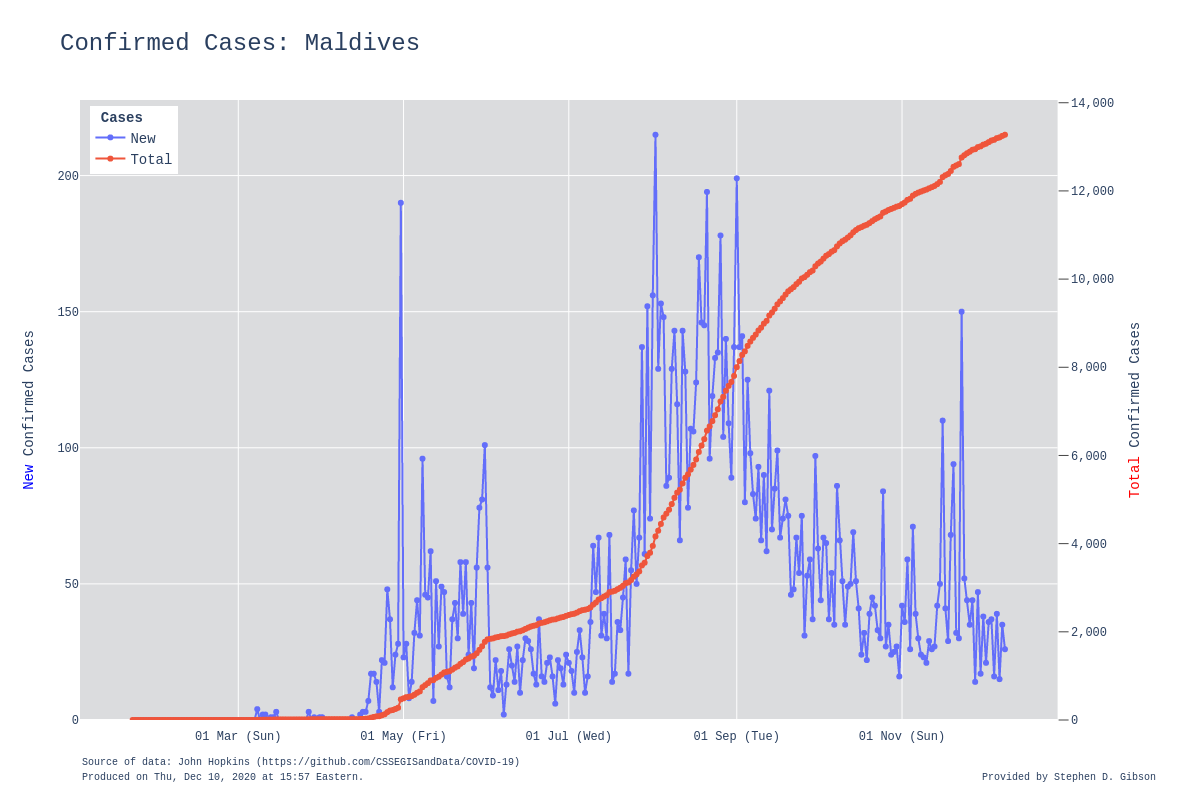 Confirmed Cases: Maldives
Cases
New
Total
14,000
12,000
10,000
8,000
6,000
4,000
2,000
0
200
150
100
50
0
New Confirmed Cases
Total Confirmed Cases
01 Mar (Sun)
01 May (Fri)
01 Jul (Wed)
01 Sep (Tue)
01 Nov (Sun)
Source of data: John Hopkins (https://github.com/CSSEGISandData/COVID-19)
Produced on Thu, Dec 10, 2020 at 15:57 Eastern.
Provided by Stephen D. Gibson